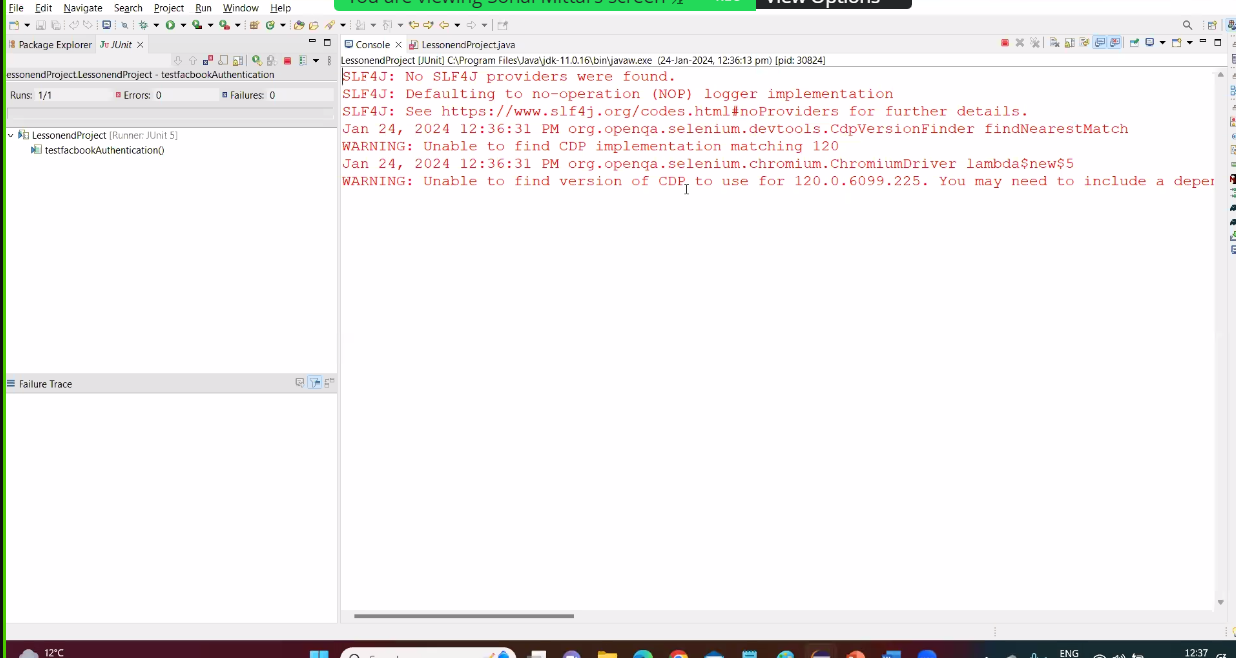 You are viewing Sonal Mittal's screen
View Options
File Edit Navigate Search Project Run Window Help
Package Explorer JUnit
Console LessonendProject.java
LessonendProject [JUnit] C:\Program Files\Java\jdk-11.0.16\bin\javaw.exe (24-Jan-2024, 12:36:13 pm) [pid: 30824]
essonendProject.LessonendProject - testfacbookAuthentication
Runs: 1/1 Errors: 0 Failures: 0
LessonendProject [Runner: JUnit 5]
testfacbookAuthentication()
Failure Trace
SLF4J: No SLF4J providers were found.
SLF4J: Defaulting to no-operation (NOP) logger implementation
SLF4J: See https://www.slf4j.org/codes.html#noProviders for further details.
Jan 24, 2024 12:36:31 PM org.openqa.selenium.devtools.CdpVersionFinder findNearestMatch
WARNING: Unable to find CDP implementation matching 120
Jan 24, 2024 12:36:31 PM org.openqa.selenium.chromium.ChromiumDriver lambda$new$5
WARNING: Unable to find version of CDP to use for 120.0.6099.225. You may need to include a depen
12°C
ENG
12:37